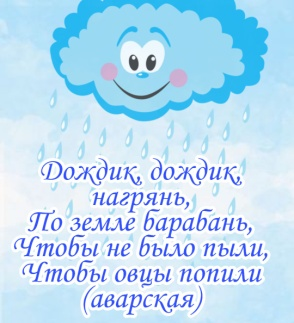 Дождик, дождик,
нагрянь,
По земле барабань,
Чтобы не было пыли,
Чтобы овцы попили
(аварская)